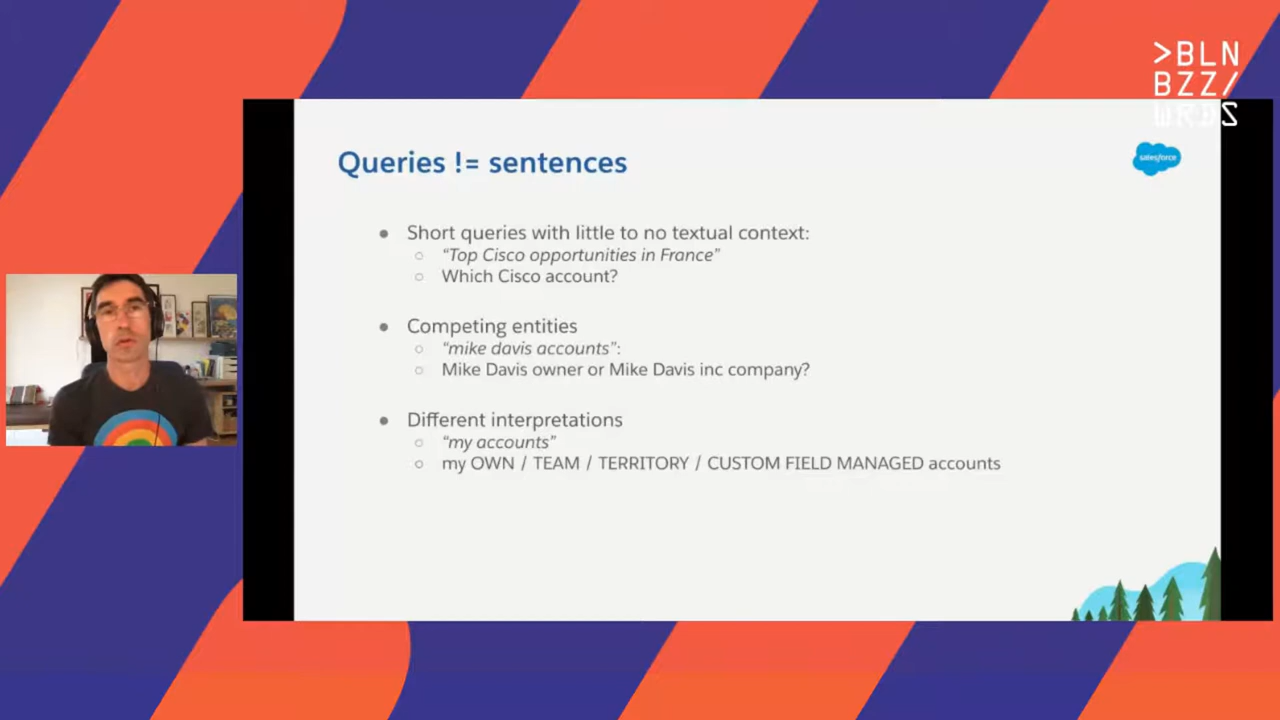 >BLN
BZZ/
WRDS
Queries != sentences
salesforce
● Short queries with little to no textual context:
○ “Top Cisco opportunities in France”
○ Which Cisco account?
● Competing entities
○ “mike davis accounts”:
○ Mike Davis owner or Mike Davis inc company?
● Different interpretations
○ “my accounts”
○ my OWN / TEAM / TERRITORY / CUSTOM FIELD MANAGED accounts